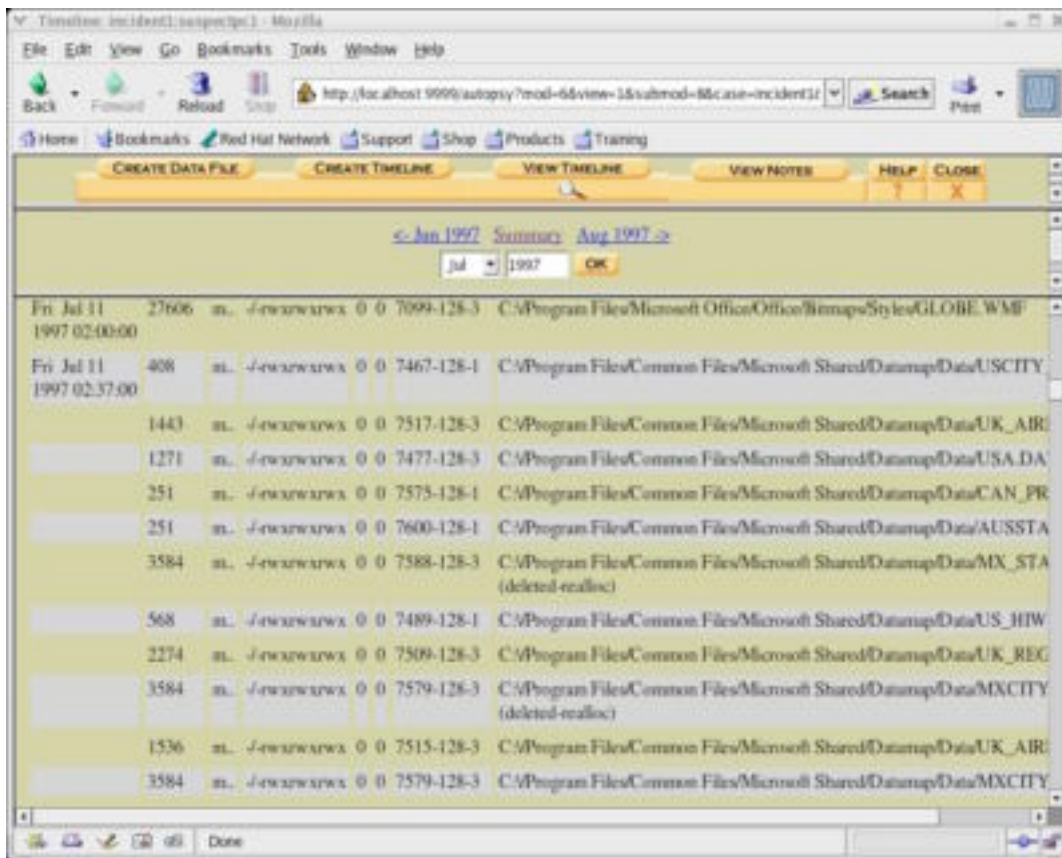 Timeline: incident1:suspectpc1 - Mozilla
File Edit View Go Bookmarks Tools Window Help
Back Forward Reload Stop http://localhost:9999/autopsy?mod=6&view=1&submod=8&case=incident1& Search Print
Home Bookmarks Red Hat Network Support Shop Products Training
CREATE DATA FILE CREATE TIMELINE VIEW TIMELINE VIEW NOTES HELP CLOSE
? X
<- Jun 1997 Summary Aug 1997 ->
Jul 1997 OK
Fri Jul 11 1997 02:00:00 27606 m.. -/-rwxrwxrwx 0 0 7099-128-3 C:\/Program Files/Microsoft Office/Office/Bitmaps/Styles/GLOBE.WMF
Fri Jul 11 1997 02:37:00 408 m.. -/-rwxrwxrwx 0 0 7467-128-1 C:\/Program Files/Common Files/Microsoft Shared/Datamap/Data/USCITY_
1443 m.. -/-rwxrwxrwx 0 0 7517-128-3 C:\/Program Files/Common Files/Microsoft Shared/Datamap/Data/UK_AIR
1271 m.. -/-rwxrwxrwx 0 0 7477-128-3 C:\/Program Files/Common Files/Microsoft Shared/Datamap/Data/USA.DA
251 m.. -/-rwxrwxrwx 0 0 7575-128-1 C:\/Program Files/Common Files/Microsoft Shared/Datamap/Data/CAN_PR
251 m.. -/-rwxrwxrwx 0 0 7600-128-1 C:\/Program Files/Common Files/Microsoft Shared/Datamap/Data/AUSSTA
3584 m.. -/-rwxrwxrwx 0 0 7588-128-3 C:\/Program Files/Common Files/Microsoft Shared/Datamap/Data/MX_STA
(deleted-realloc)
568 m.. -/-rwxrwxrwx 0 0 7489-128-1 C:\/Program Files/Common Files/Microsoft Shared/Datamap/Data/US_HIW
2274 m.. -/-rwxrwxrwx 0 0 7509-128-3 C:\/Program Files/Common Files/Microsoft Shared/Datamap/Data/UK_REG
3584 m.. -/-rwxrwxrwx 0 0 7579-128-3 C:\/Program Files/Common Files/Microsoft Shared/Datamap/Data/MXCITY
(deleted-realloc)
1536 m.. -/-rwxrwxrwx 0 0 7515-128-3 C:\/Program Files/Common Files/Microsoft Shared/Datamap/Data/UK_AIR
3584 m.. -/-rwxrwxrwx 0 0 7579-128-3 C:\/Program Files/Common Files/Microsoft Shared/Datamap/Data/MXCITY
Done